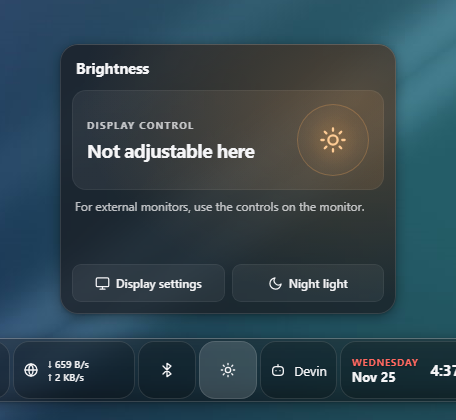 Brightness
DISPLAY CONTROL
Not adjustable here
For external monitors, use the controls on the monitor.
Display settings
Night light
↓ 659 B/s
↑ 2 KB/s
Devin
WEDNESDAY
Nov 25
4:37